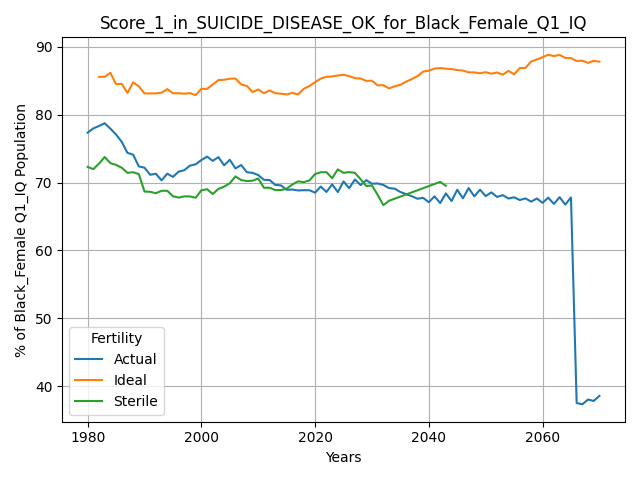 Score_1_in_SUICIDE_DISEASE_OK_for_Black_Female_Q1_IQ
% of Black_Female Q1_IQ Population
90
80
70
60
50
40
Fertility
Actual
Ideal
Sterile
1980 2000 2020 2040 2060
Years